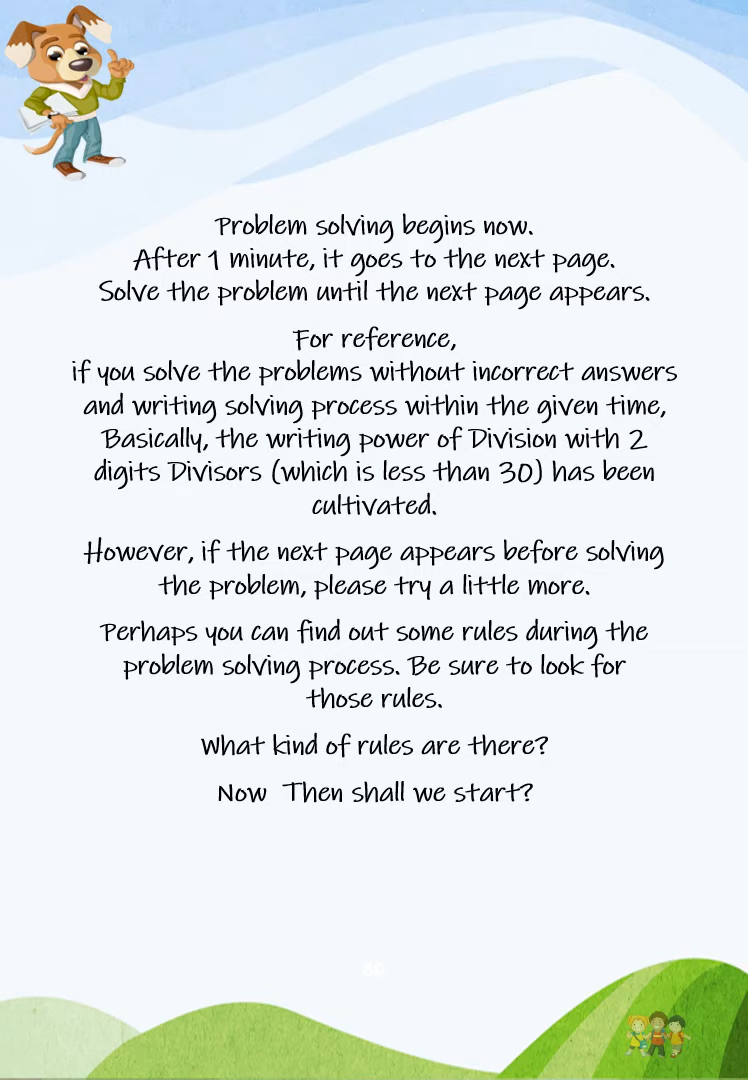 Problem solving begins now.
After 1 minute, it goes to the next page.
Solve the problem until the next page appears.
For reference,
if you solve the problems without incorrect answers
and writing solving process within the given time,
Basically, the writing power of Division with 2
digits Divisors (which is less than 30) has been
cultivated.
However, if the next page appears before solving
the problem, please try a little more.
Perhaps you can find out some rules during the
problem solving process. Be sure to look for
those rules.
What kind of rules are there?
Now Then shall we start?